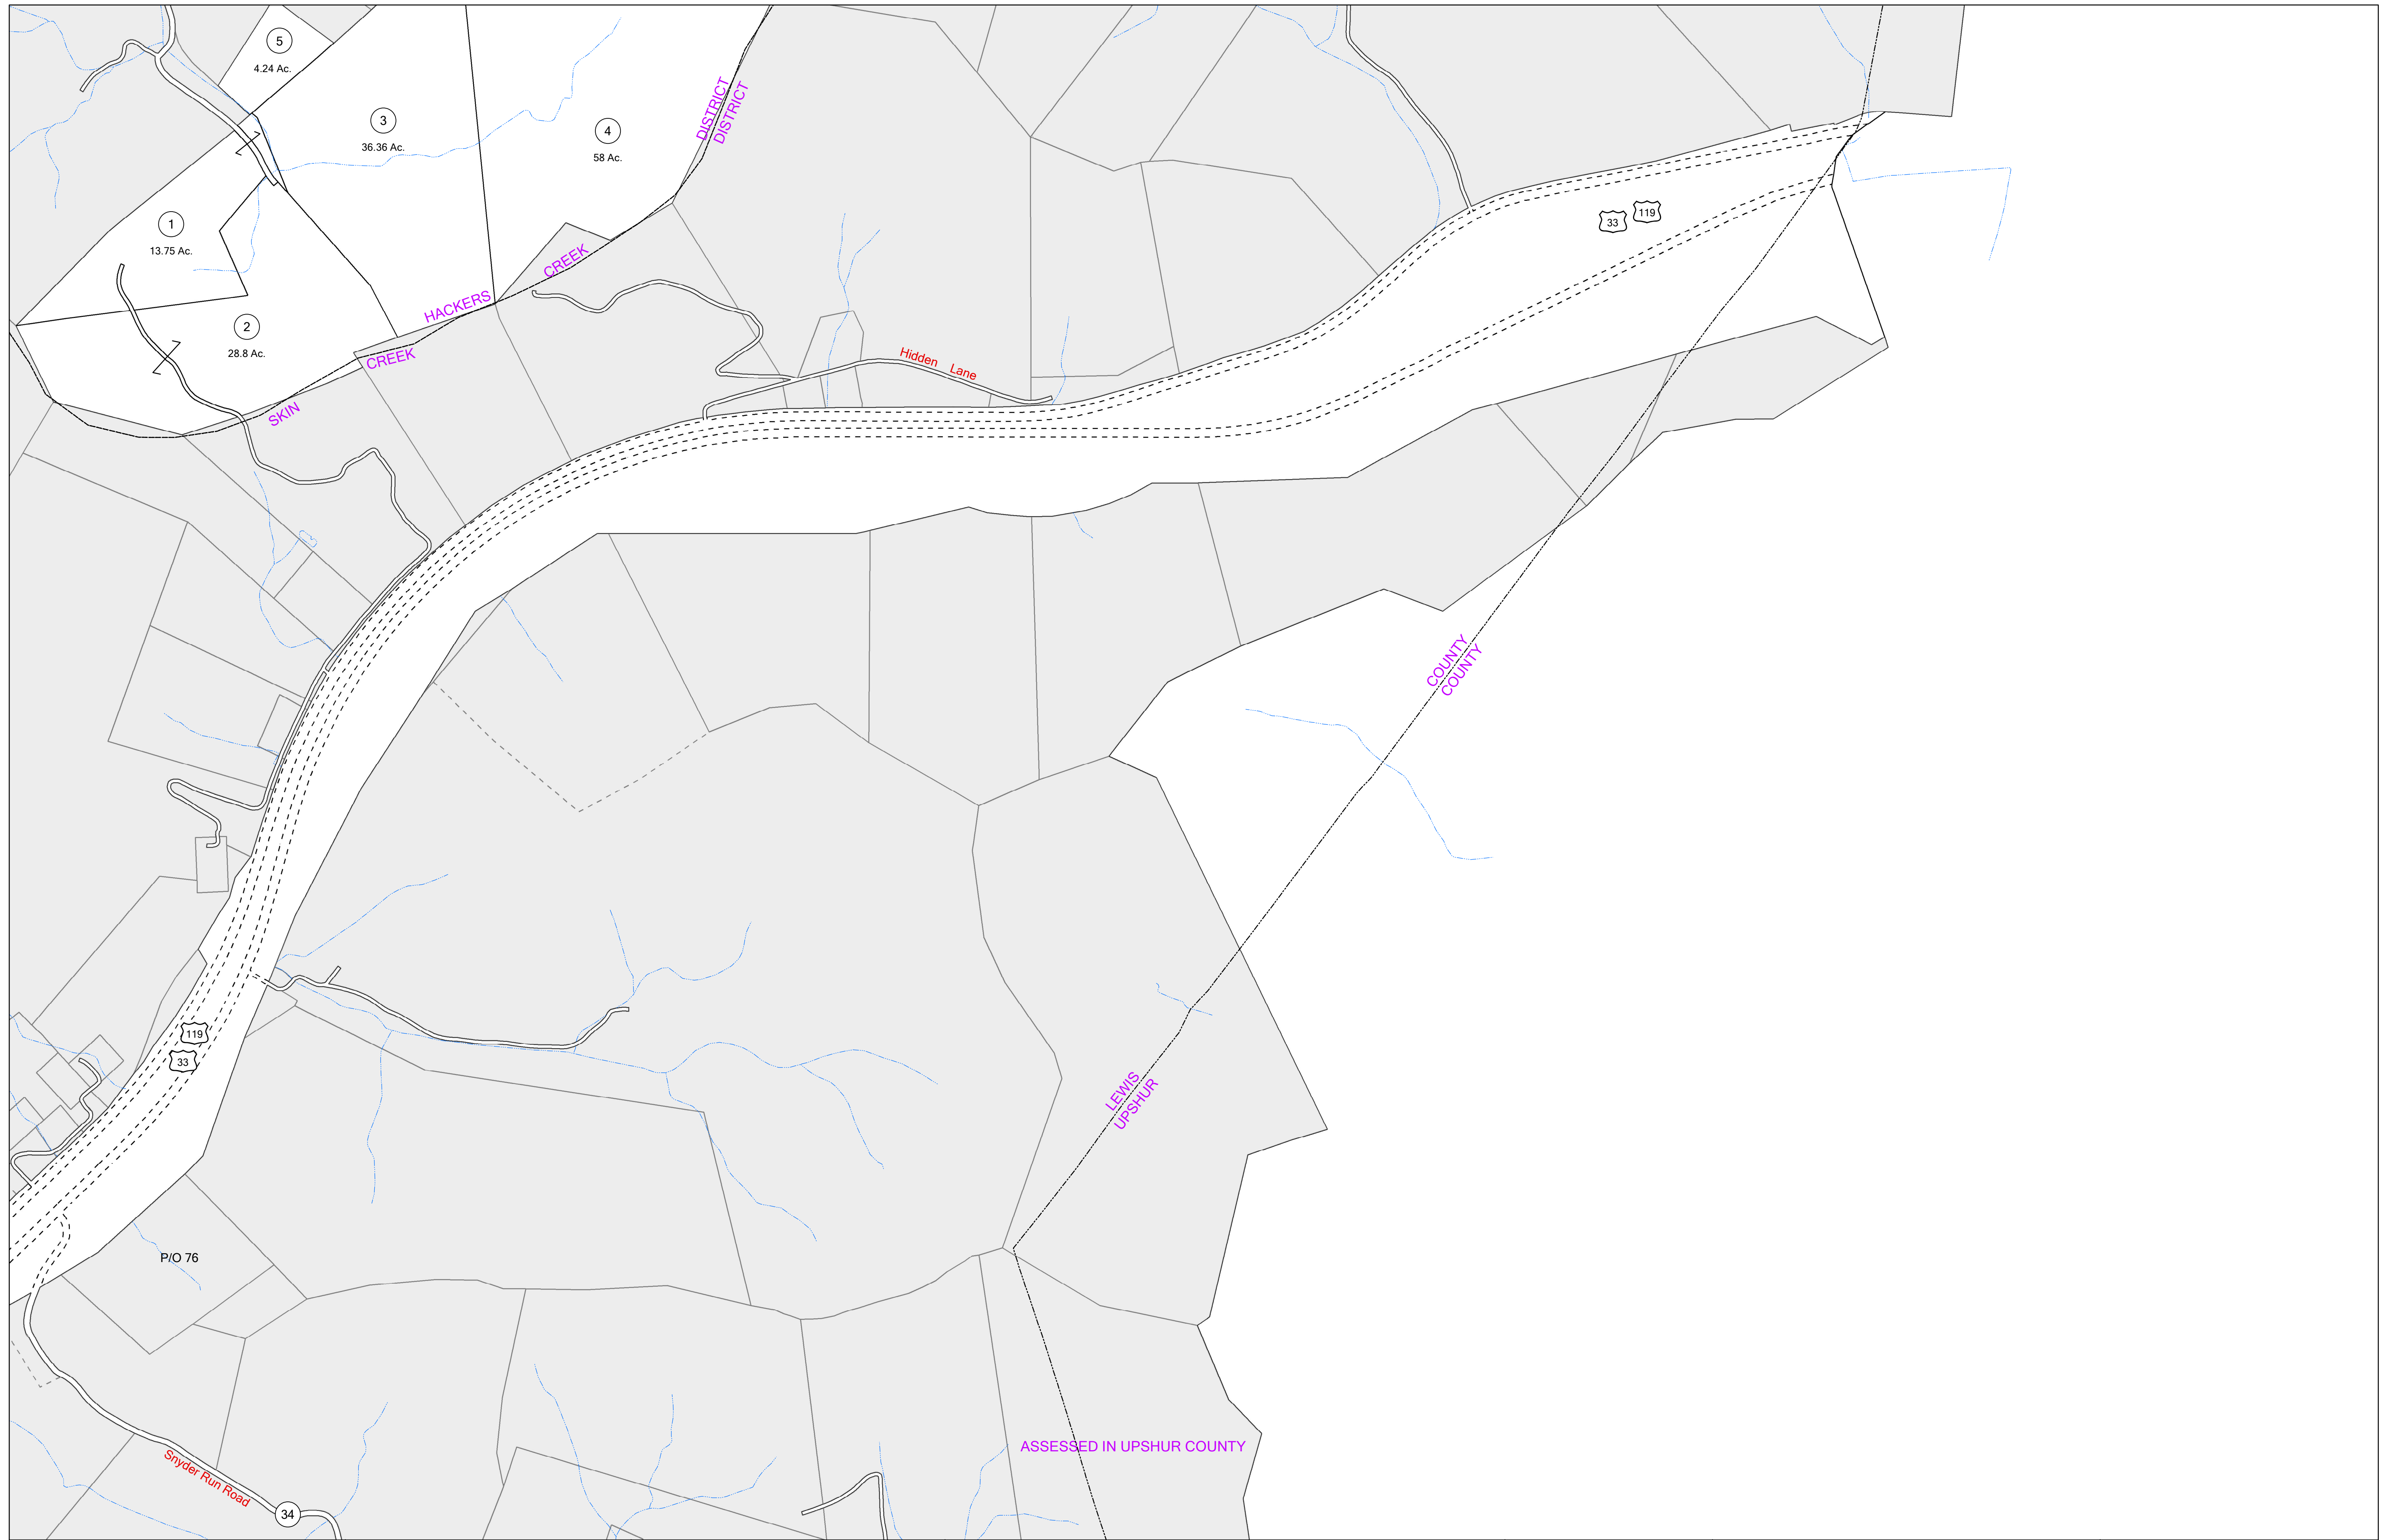 5
4.24 Ac.
3
36.36 Ac.
4
58 Ac.
DISTRICT
DISTRICT
1
13.75 Ac.
33
119
CREEK
HACKERS
2
28.8 Ac.
CREEK
SKIN
Hidden Lane
COUNTY
COUNTY
119
33
LEWIS
UPSHUR
P/O 76
ASSESSED IN UPSHUR COUNTY
Snyder Run Road
34